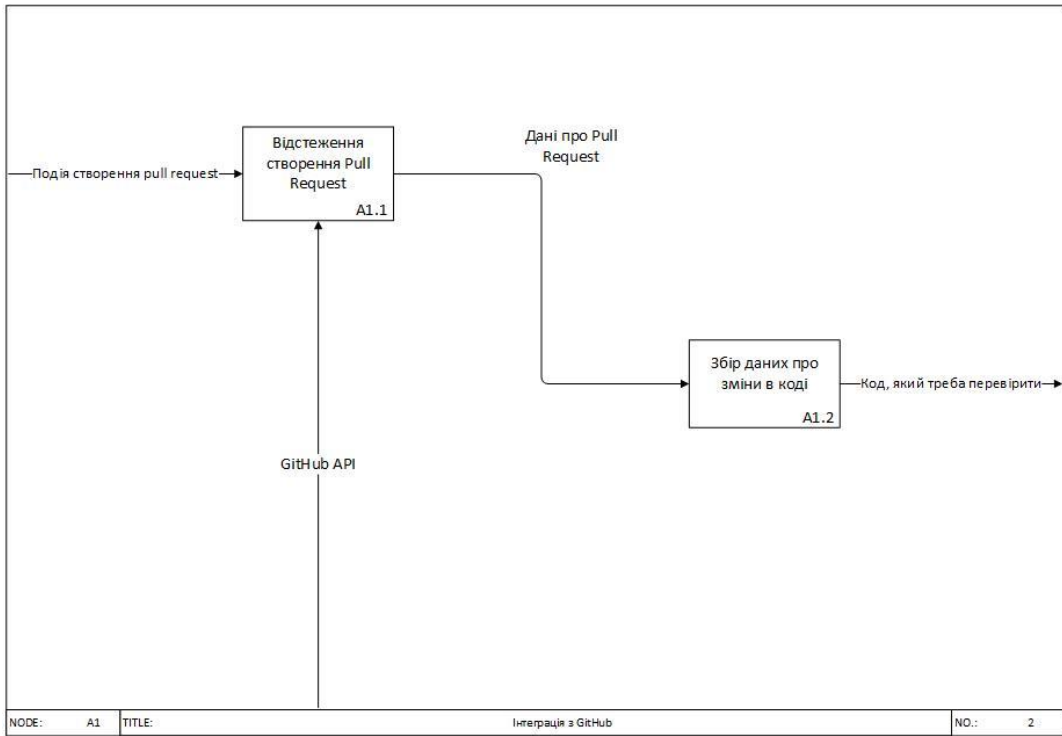 Відстеження
створення Pull
Request
A1.1
Подія створення pull request
Дані про Pull
Request
Збір даних про
зміни в коді
A1.2
Код, який треба перевірити
GitHub API
NODE: A1 TITLE: Інтеграція з GitHub NO.: 2